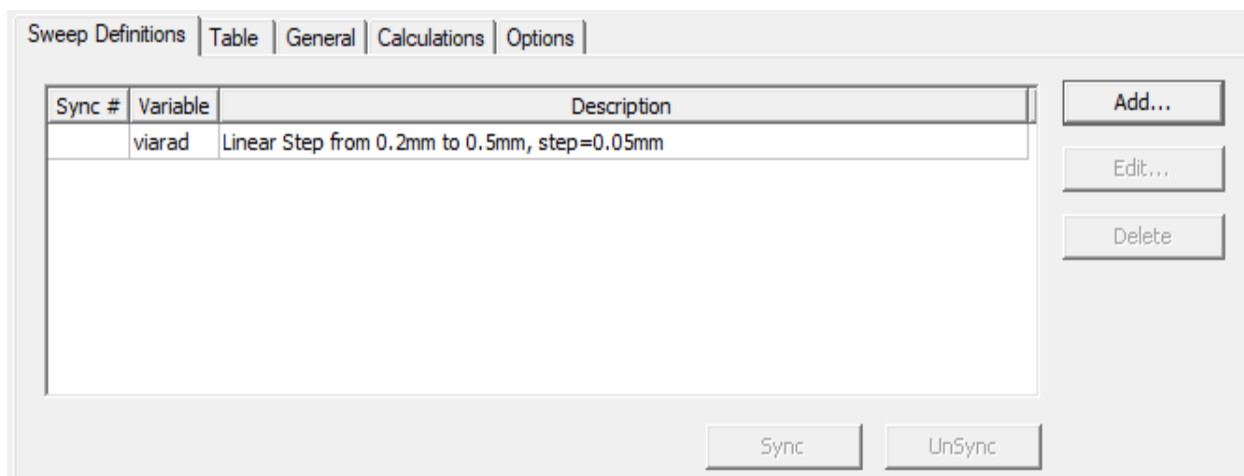 Sweep Definitions Table General Calculations Options
Sync # Variable Description Add...
viarad Linear Step from 0.2mm to 0.5mm, step=0.05mm
Edit...
Delete
Sync UnSync